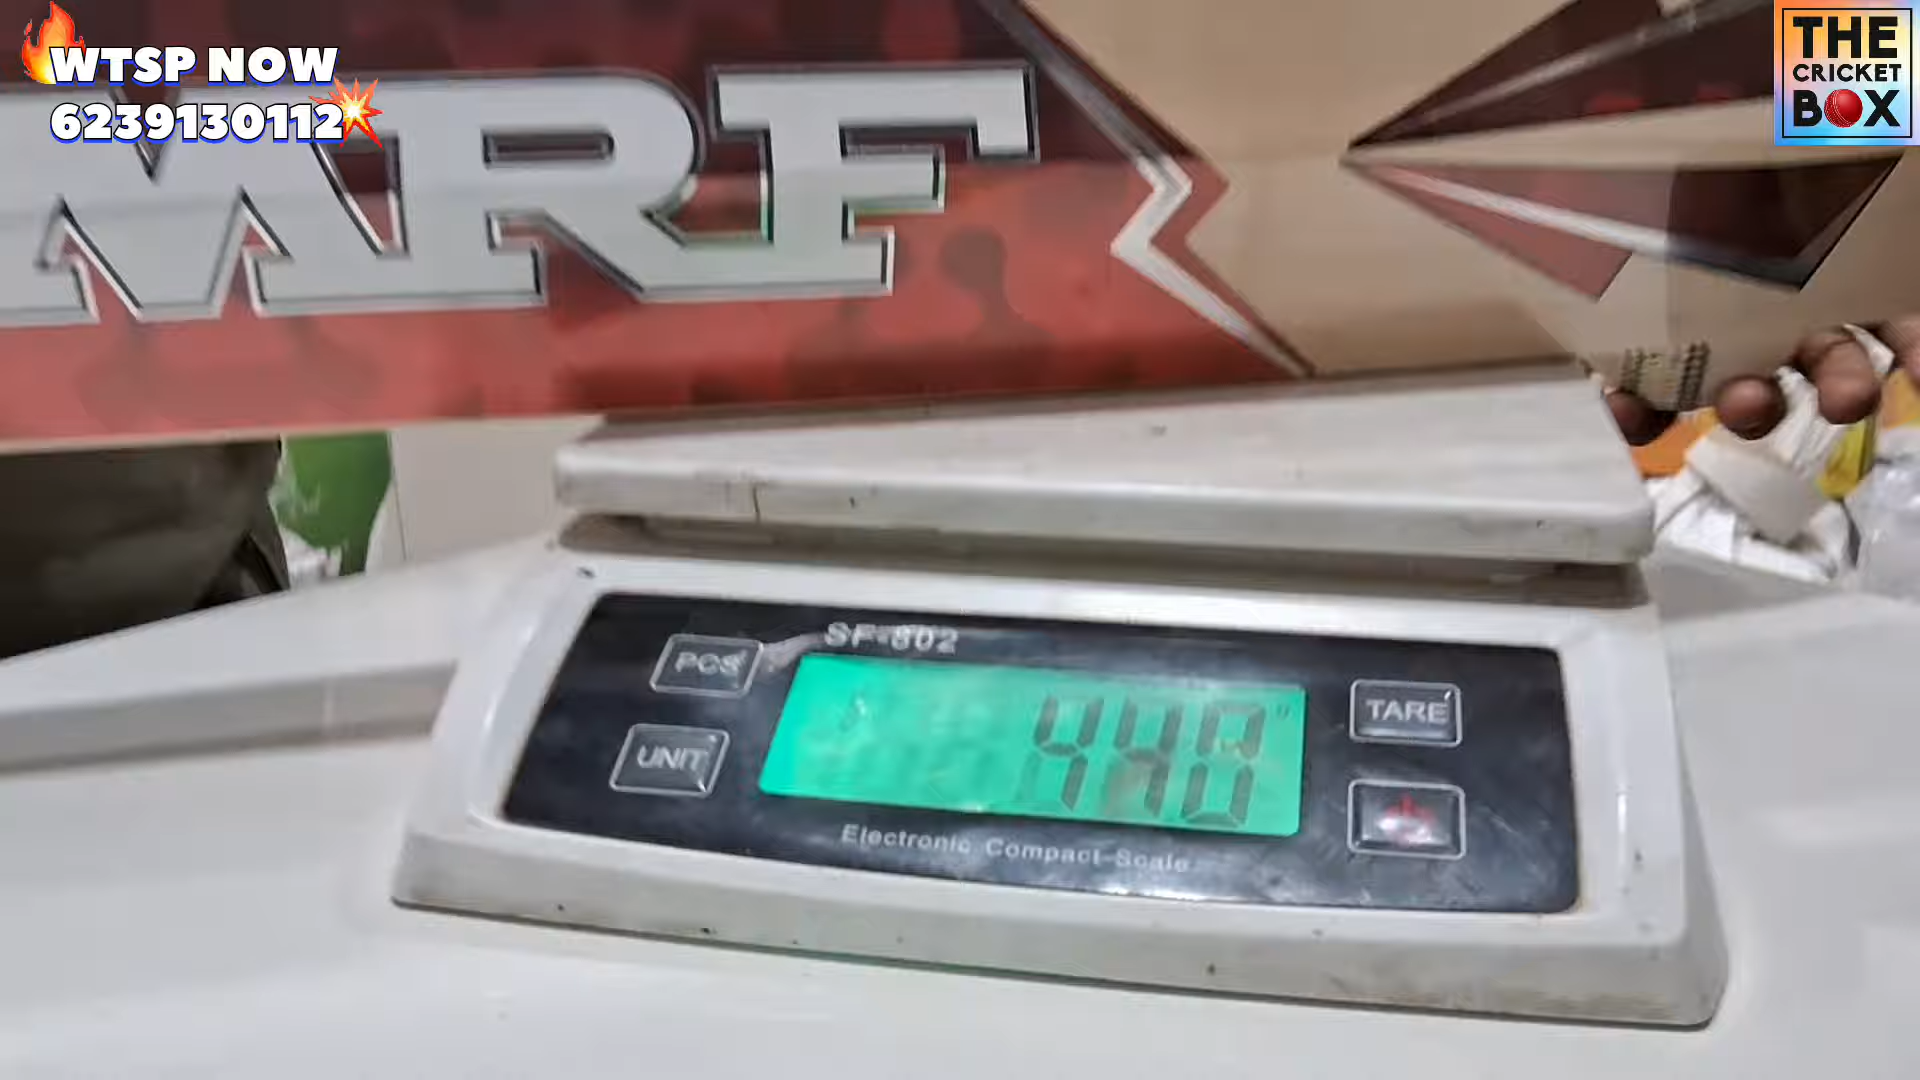 WTSP NOW
6239130112
THE
CRICKET
BOX
MRF
SF-802
PCS
UNIT
448
TARE
Electronic Compact Scale